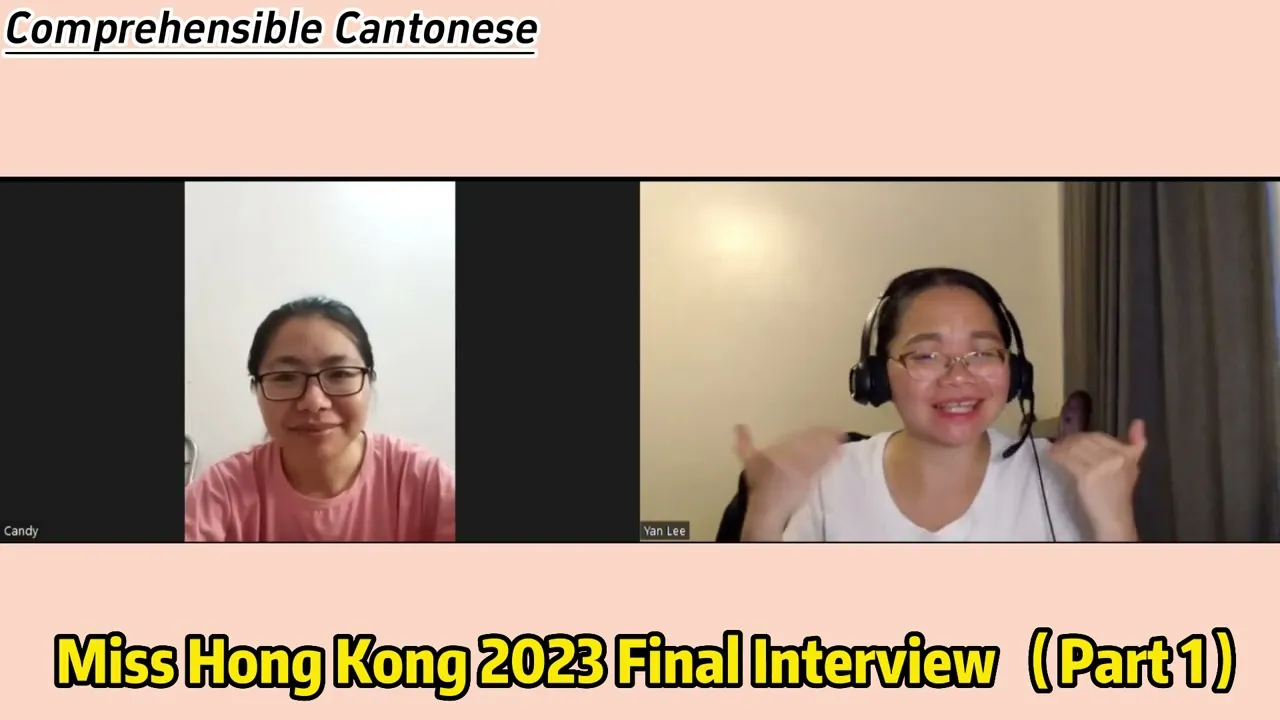 Comprehensible Cantonese
Candy
Yan Lee
Miss Hong Kong 2023 Final Interview（Part 1）